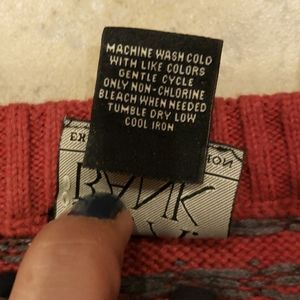 MACHINE WASH COLD
WITH LIKE COLORS
GENTLE CYCLE
ONLY NON-CHLORINE
BLEACH WHEN NEEDED
TUMBLE DRY LOW
COOL IRON